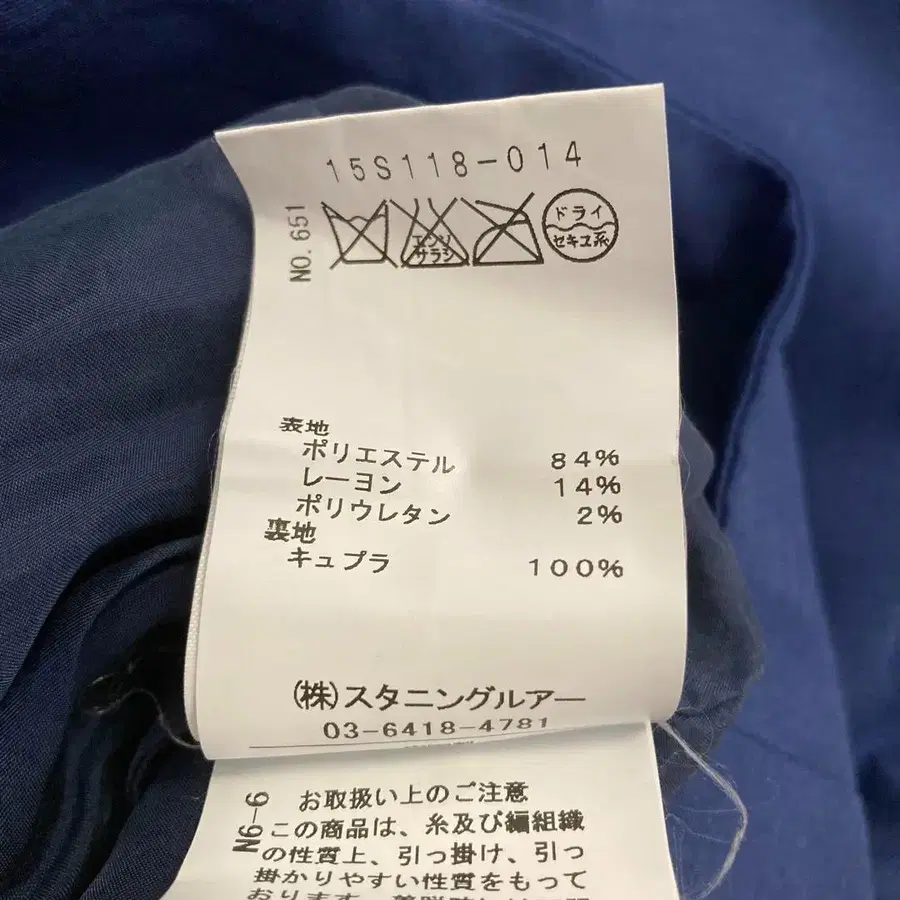 15S118-014
NO. 651
エンソ
サラシ
ドライ
セキユ系
表地
ポリエステル 84%
レーヨン 14%
ポリウレタン 2%
裏地
キュプラ 100%
(株)スタニングルアー
03-6418-4781
N6-6
お取扱い上のご注意
この商品は、糸及び編組織
の性質上、引っ掛け、引っ
掛かりやすい性質をもって
おります。